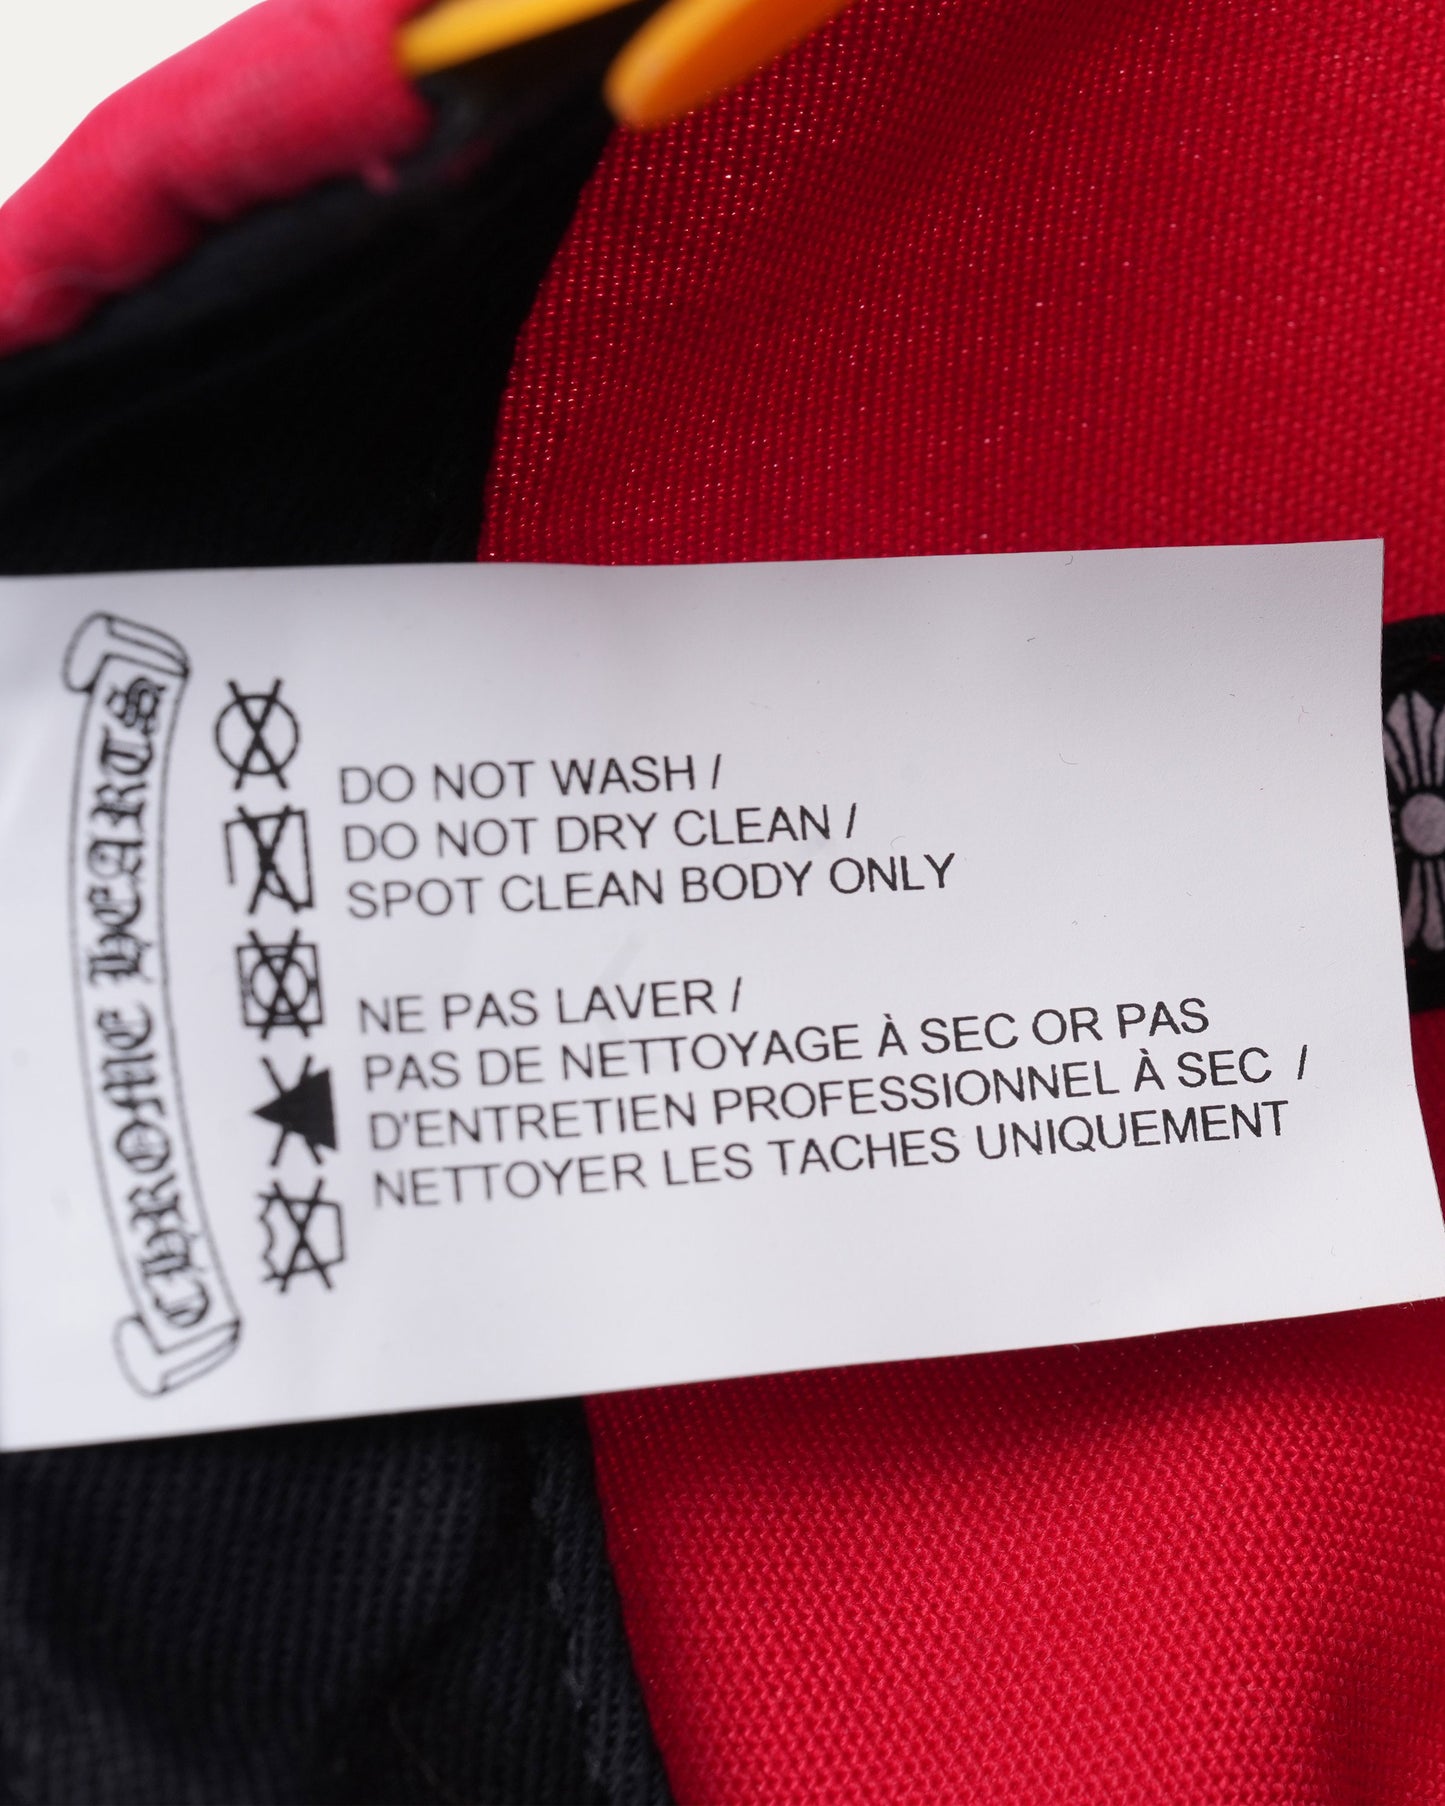 CHROME HEARTS
DO NOT WASH /
DO NOT DRY CLEAN /
SPOT CLEAN BODY ONLY
NE PAS LAVER /
PAS DE NETTOYAGE À SEC OR PAS
D'ENTRETIEN PROFESSIONNEL À SEC /
NETTOYER LES TACHES UNIQUEMENT